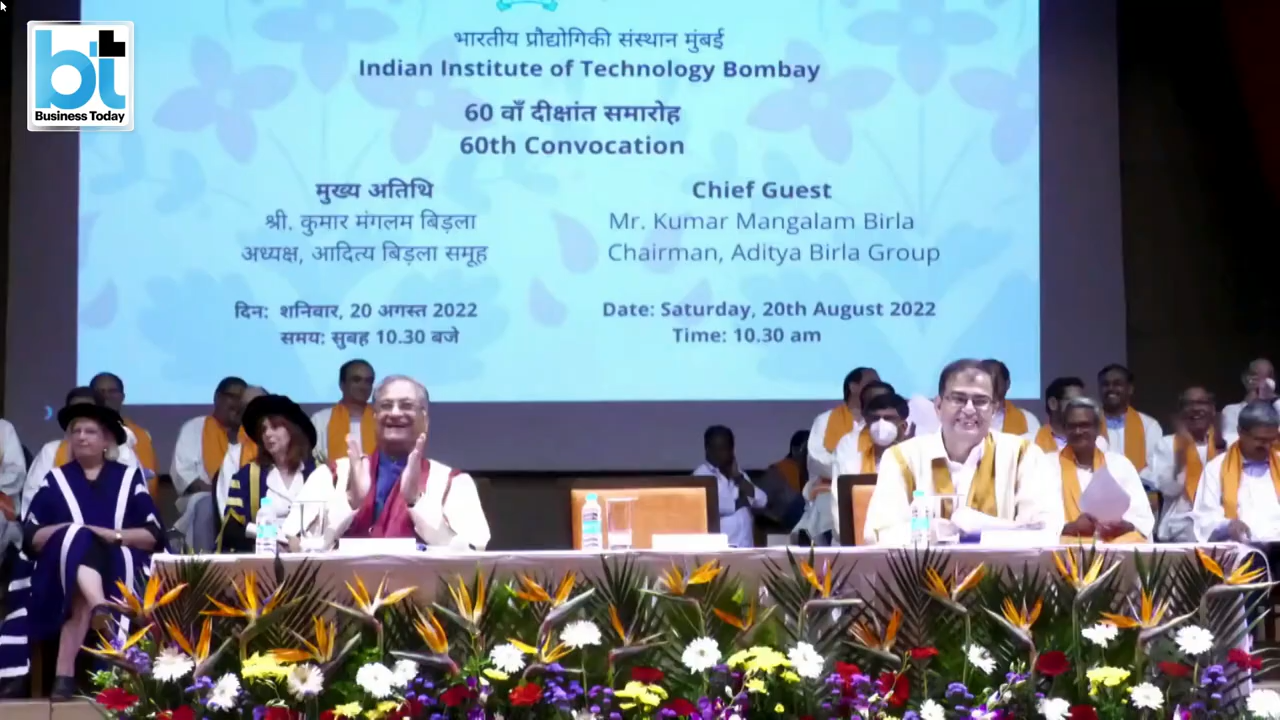 bt
Business Today
भारतीय प्रौद्योगिकी संस्थान मुंबई
Indian Institute of Technology Bombay
60 वाँ दीक्षांत समारोह
60th Convocation
मुख्य अतिथि
श्री. कुमार मंगलम बिड़ला
अध्यक्ष, आदित्य बिड़ला समूह
दिन: शनिवार, 20 अगस्त 2022
समय: सुबह 10.30 बजे
Chief Guest
Mr. Kumar Mangalam Birla
Chairman, Aditya Birla Group
Date: Saturday, 20th August 2022
Time: 10.30 am